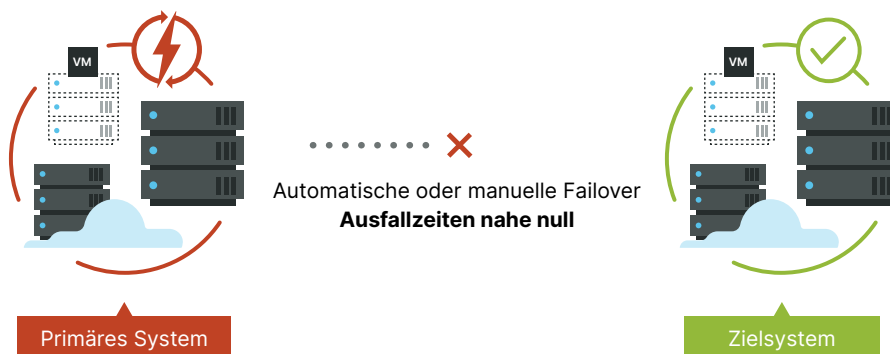 VM
VM
Automatische oder manuelle Failover
Ausfallzeiten nahe null
Primäres System
Zielsystem